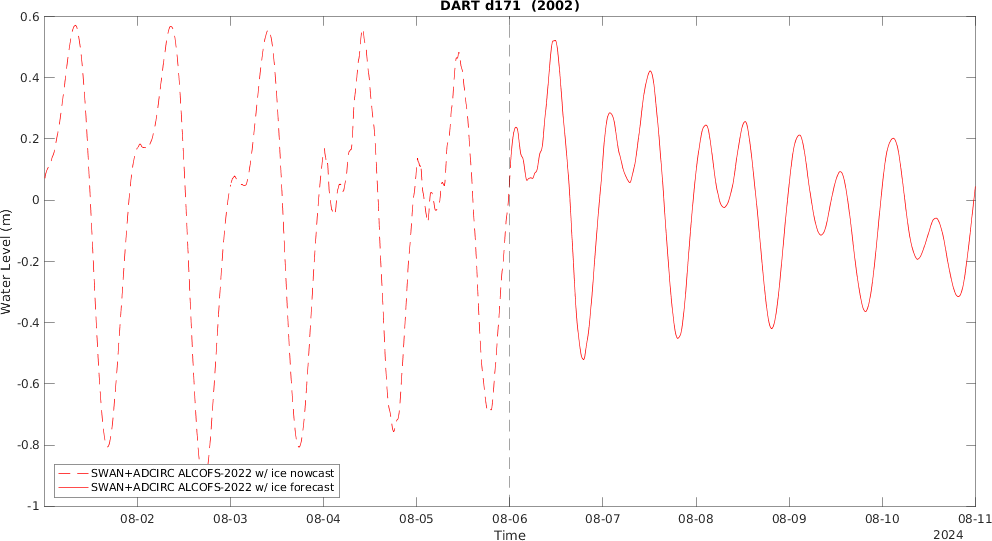 DART d171 (2002)
0.6
0.4
0.2
0
-0.2
-0.4
-0.6
-0.8
-1
Water Level (m)
SWAN+ADCIRC ALCOFS-2022 w/ ice nowcast
SWAN+ADCIRC ALCOFS-2022 w/ ice forecast
08-02 08-03 08-04 08-05 08-06 08-07 08-08 08-09 08-10 08-11
Time
2024